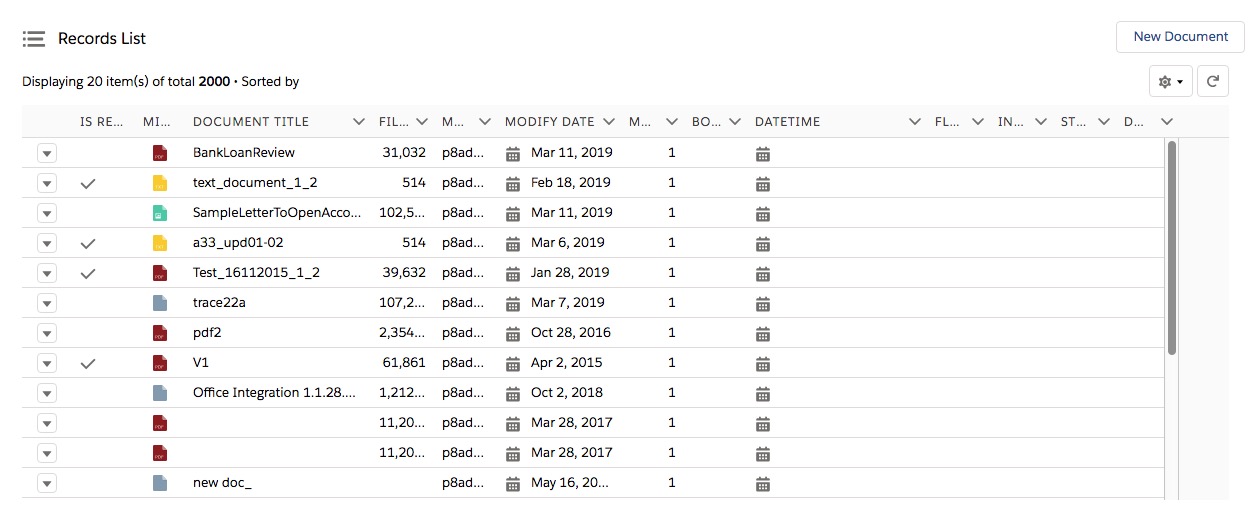 Records List
New Document
Displaying 20 item(s) of total 2000 • Sorted by
IS RE... MI... DOCUMENT TITLE FIL... M... MODIFY DATE M... BO... DATETIME FL... IN... ST... D...
PDF BankLoanReview 31,032 p8ad... Mar 11, 2019 1
TXT text_document_1_2 514 p8ad... Feb 18, 2019 1
SampleLetterToOpenAcco... 102,5... p8ad... Mar 11, 2019 1
TXT a33_upd01-02 514 p8ad... Mar 6, 2019 1
PDF Test_16112015_1_2 39,632 p8ad... Jan 28, 2019 1
trace22a 107,2... p8ad... Mar 7, 2019 1
PDF pdf2 2,354... p8ad... Oct 28, 2016 1
PDF V1 61,861 p8ad... Apr 2, 2015 1
Office Integration 1.1.28.... 1,212... p8ad... Oct 2, 2018 1
PDF 11,20... p8ad... Mar 28, 2017 1
PDF 11,20... p8ad... Mar 28, 2017 1
new doc_ p8ad... May 16, 20... 1